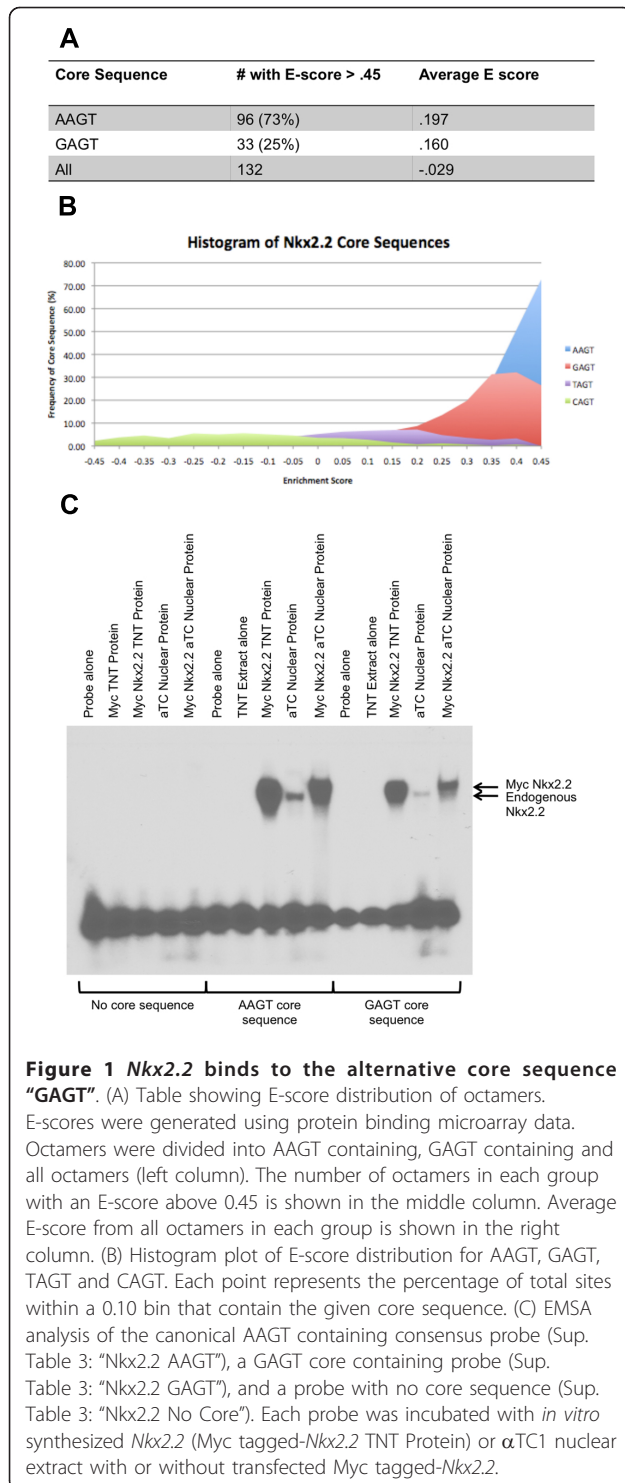 A
Core Sequence # with E-score > .45 Average E score
AAGT 96 (73%) .197
GAGT 33 (25%) .160
All 132 -.029
B
Histogram of Nkx2.2 Core Sequences
Frequency of Core Sequence (%)
80.00
70.00
60.00
50.00
40.00
30.00
20.00
10.00
0.00
-0.45 -0.4 -0.35 -0.3 -0.25 -0.2 -0.15 -0.1 -0.05 0 0.05 0.1 0.15 0.2 0.25 0.3 0.35 0.4 0.45
Enrichment Score
AAGT
GAGT
TAGT
CAGT
C
Probe alone
Myc TNT Protein
Myc Nkx2.2 TNT Protein
aTC Nuclear Protein
Myc Nkx2.2 aTC Nuclear Protein
Probe alone
TNT Extract alone
Myc Nkx2.2 TNT Protein
aTC Nuclear Protein
Myc Nkx2.2 aTC Nuclear Protein
Probe alone
TNT Extract alone
Myc Nkx2.2 TNT Protein
aTC Nuclear Protein
Myc Nkx2.2 aTC Nuclear Protein
Myc Nkx2.2
Endogenous
Nkx2.2
No core sequence
AAGT core
sequence
GAGT core
sequence
Figure 1 Nkx2.2 binds to the alternative core sequence
"GAGT". (A) Table showing E-score distribution of octamers.
E-scores were generated using protein binding microarray data.
Octamers were divided into AAGT containing, GAGT containing and
all octamers (left column). The number of octamers in each group
with an E-score above 0.45 is shown in the middle column. Average
E-score from all octamers in each group is shown in the right
column. (B) Histogram plot of E-score distribution for AAGT, GAGT,
TAGT and CAGT. Each point represents the percentage of total sites
within a 0.10 bin that contain the given core sequence. (C) EMSA
analysis of the canonical AAGT containing consensus probe (Sup.
Table 3: "Nkx2.2 AAGT"), a GAGT core containing probe (Sup.
Table 3: "Nkx2.2 GAGT"), and a probe with no core sequence (Sup.
Table 3: "Nkx2.2 No Core"). Each probe was incubated with in vitro
synthesized Nkx2.2 (Myc tagged-Nkx2.2 TNT Protein) or αTC1 nuclear
extract with or without transfected Myc tagged-Nkx2.2.